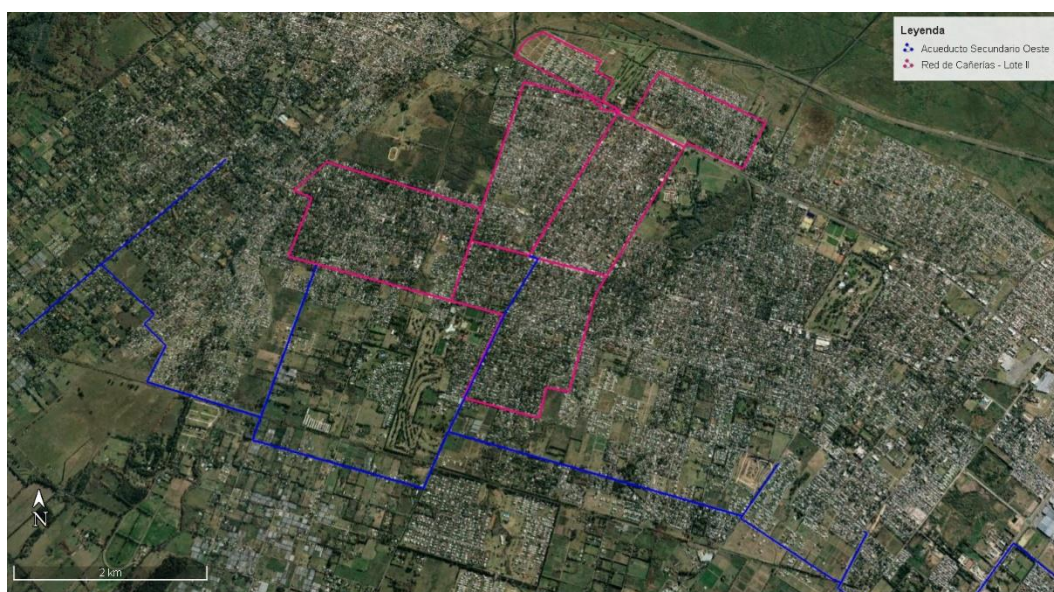 Leyenda
Acueducto Secundario Oeste
Red de Cañerías - Lote II
N
2 km